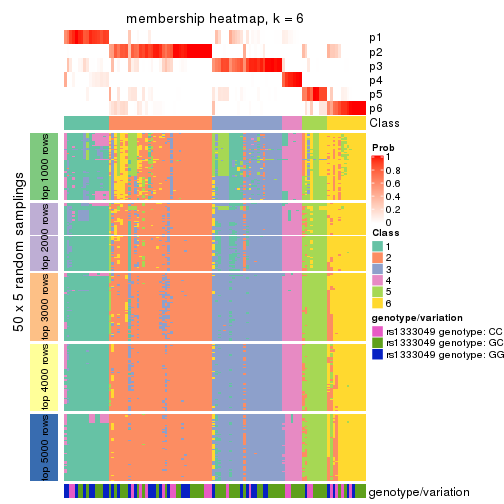 membership heatmap, k = 6
p1
p2
p3
p4
p5
p6
Class
50 x 5 random samplings
top 1000 rows
top 2000 rows
top 3000 rows
top 4000 rows
top 5000 rows
genotype/variation
Prob
1
0.8
0.6
0.4
0.2
0
Class
1
2
3
4
5
6
genotype/variation
rs1333049 genotype: CC
rs1333049 genotype: GC
rs1333049 genotype: GG